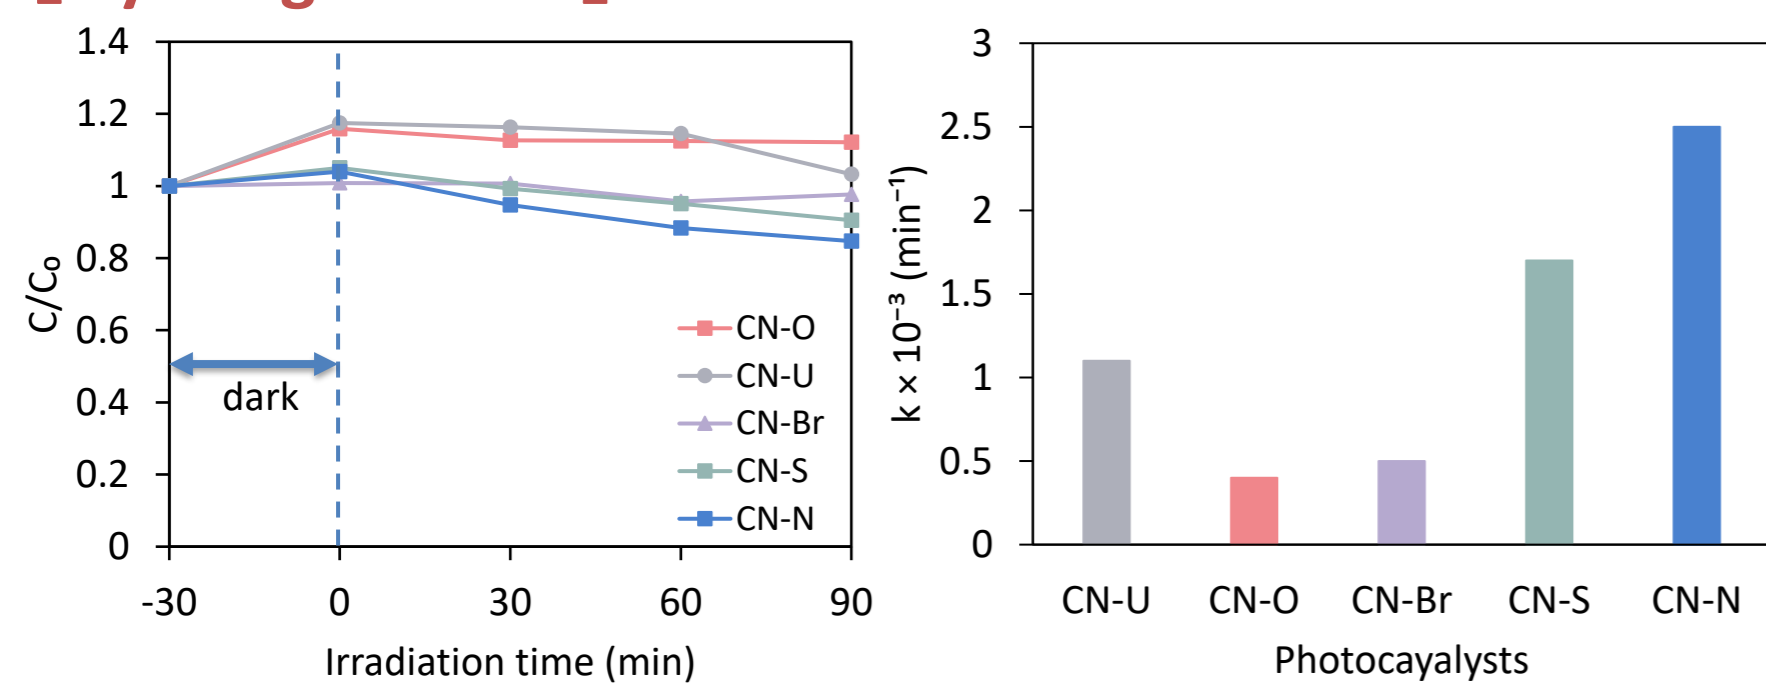 1.4
1.2
1
0.8
0.6
0.4
0.2
0
C/C₀
dark
CN-O
CN-U
CN-Br
CN-S
CN-N
-30 0 30 60 90
Irradiation time (min)
3
2.5
2
1.5
1
0.5
0
k × 10⁻³ (min⁻¹)
CN-U CN-O CN-Br CN-S CN-N
Photocayalysts